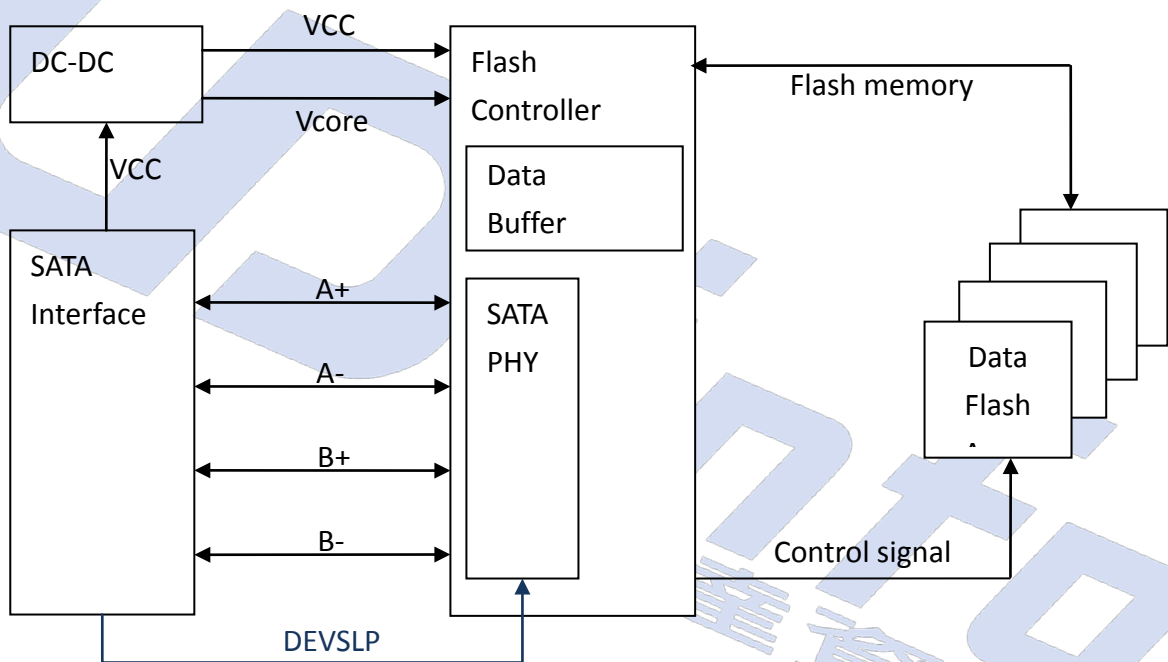 VCC
DC-DC
Flash
Controller
Flash memory
Vcore
VCC
Data
Buffer
SATA
Interface
A+
SATA
PHY
A-
Data
Flash
B+
B-
Control signal
DEVSLP